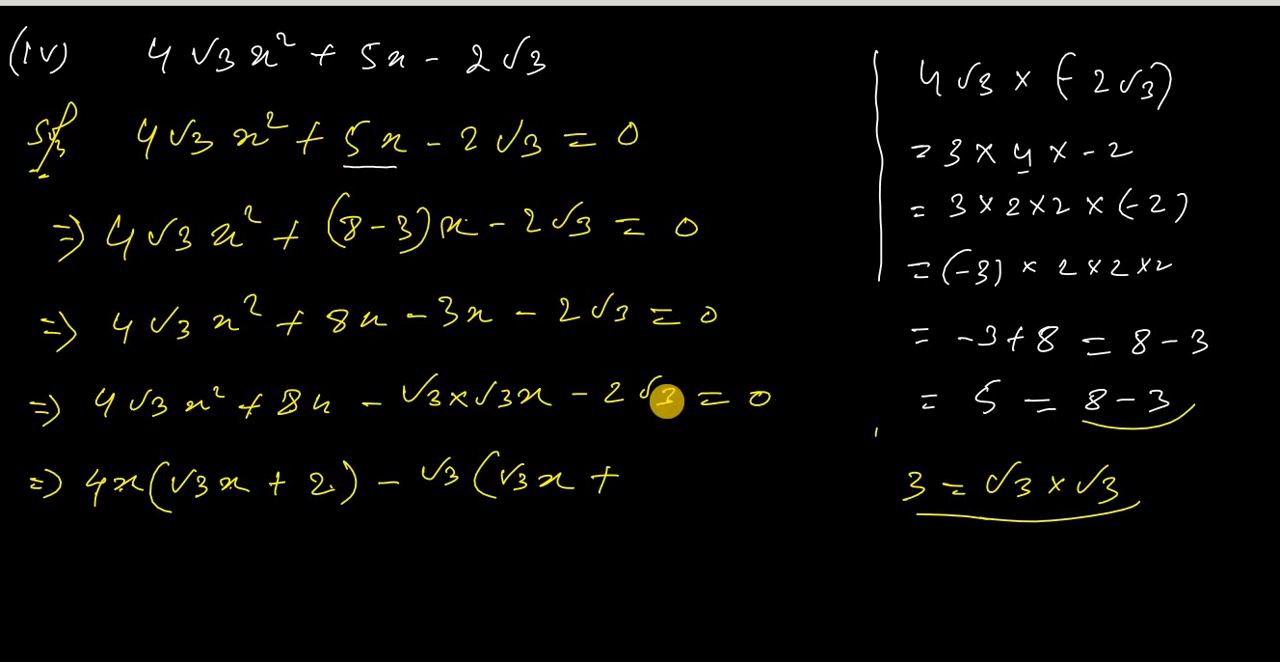 (iv) 4√3x² + 5x - 2√3
Sol 4√3x² + 5x - 2√3 = 0
⇒ 4√3x² + (8-3)x - 2√3 = 0
⇒ 4√3x² + 8x - 3x - 2√3 = 0
⇒ 4√3x² + 8x - √3×√3x - 2√3 = 0
⇒ 4x(√3x + 2) - √3(√3x +
4√3 × (-2√3)
= 3 × 4 × -2
= 3×2×2×(-2)
= (-3) × 2×2×2
= -3+8 = 8-3
= 5 = 8-3
3 = √3×√3